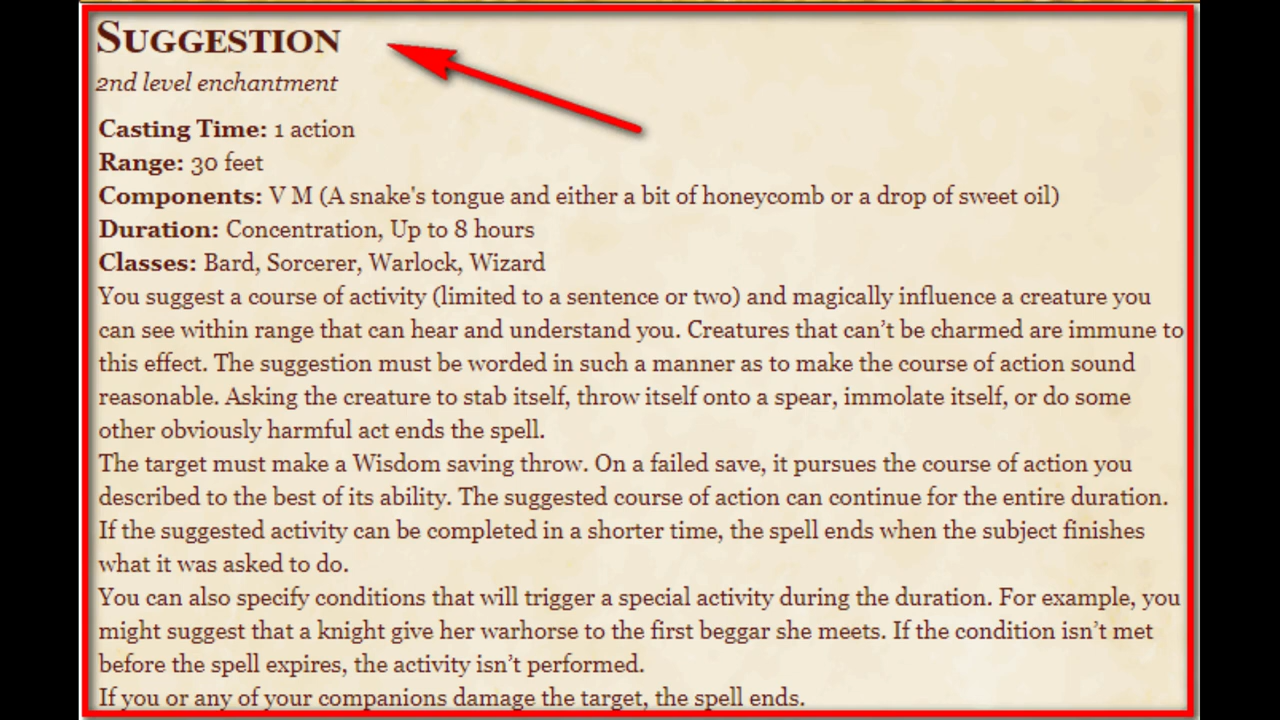 SUGGESTION
2nd level enchantment
Casting Time: 1 action
Range: 30 feet
Components: V M (A snake's tongue and either a bit of honeycomb or a drop of sweet oil)
Duration: Concentration, Up to 8 hours
Classes: Bard, Sorcerer, Warlock, Wizard
You suggest a course of activity (limited to a sentence or two) and magically influence a creature you
can see within range that can hear and understand you. Creatures that can’t be charmed are immune to
this effect. The suggestion must be worded in such a manner as to make the course of action sound
reasonable. Asking the creature to stab itself, throw itself onto a spear, immolate itself, or do some
other obviously harmful act ends the spell.
The target must make a Wisdom saving throw. On a failed save, it pursues the course of action you
described to the best of its ability. The suggested course of action can continue for the entire duration.
If the suggested activity can be completed in a shorter time, the spell ends when the subject finishes
what it was asked to do.
You can also specify conditions that will trigger a special activity during the duration. For example, you
might suggest that a knight give her warhorse to the first beggar she meets. If the condition isn’t met
before the spell expires, the activity isn’t performed.
If you or any of your companions damage the target, the spell ends.